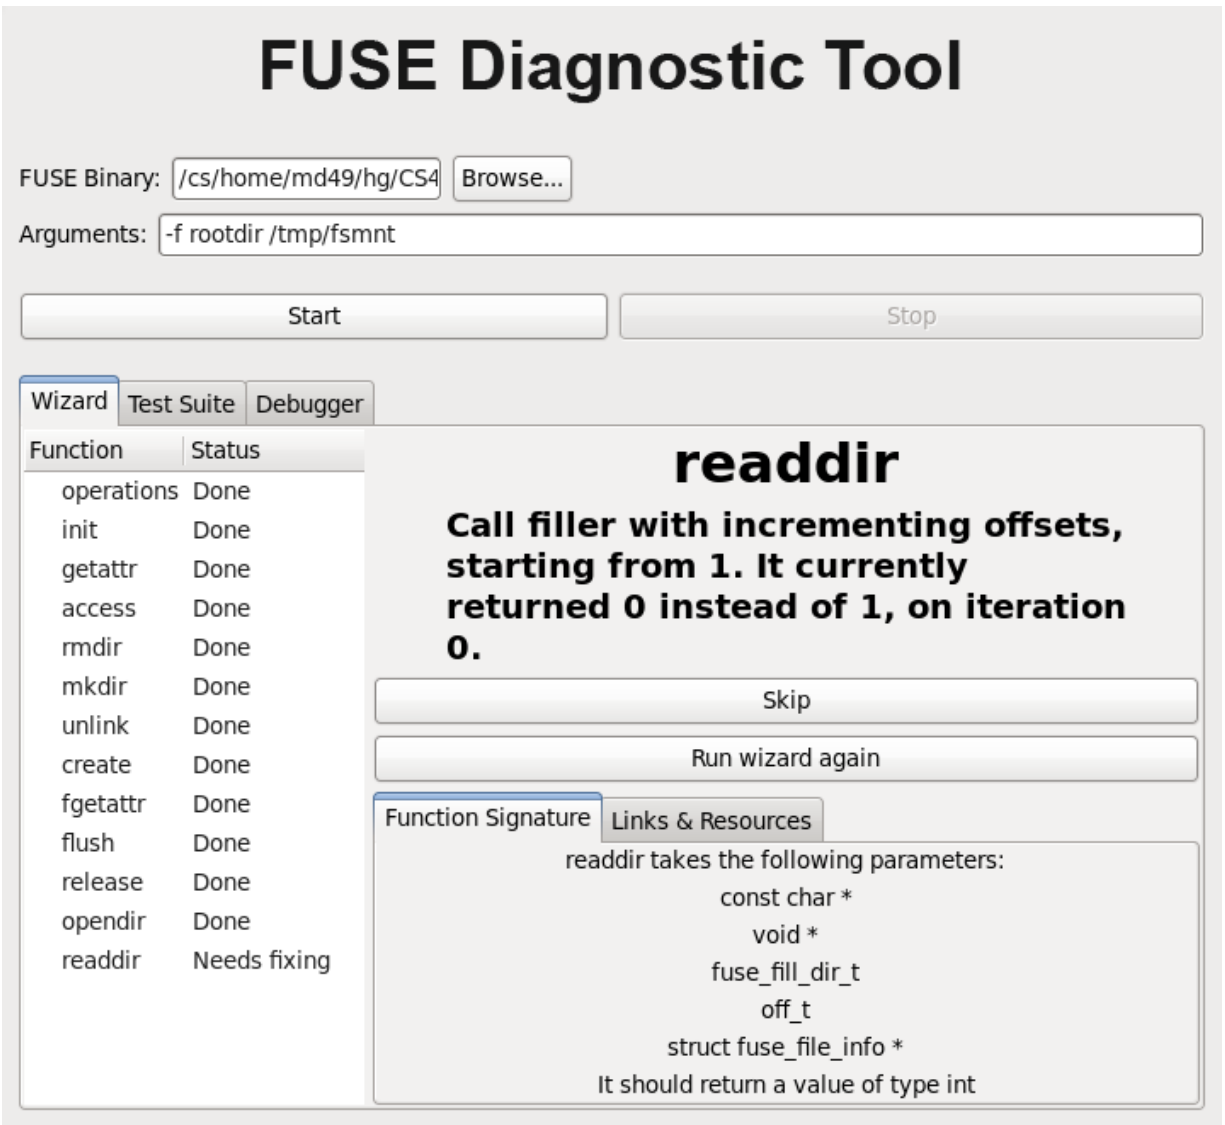 FUSE Diagnostic Tool
FUSE Binary: /cs/home/md49/hg/CS4 Browse...
Arguments: -f rootdir /tmp/fsmnt
Start Stop
Wizard Test Suite Debugger
Function Status
operations Done
init Done
getattr Done
access Done
rmdir Done
mkdir Done
unlink Done
create Done
fgetattr Done
flush Done
release Done
opendir Done
readdir Needs fixing
readdir
Call filler with incrementing offsets,
starting from 1. It currently
returned 0 instead of 1, on iteration
0.
Skip
Run wizard again
Function Signature Links & Resources
readdir takes the following parameters:
const char *
void *
fuse_fill_dir_t
off_t
struct fuse_file_info *
It should return a value of type int